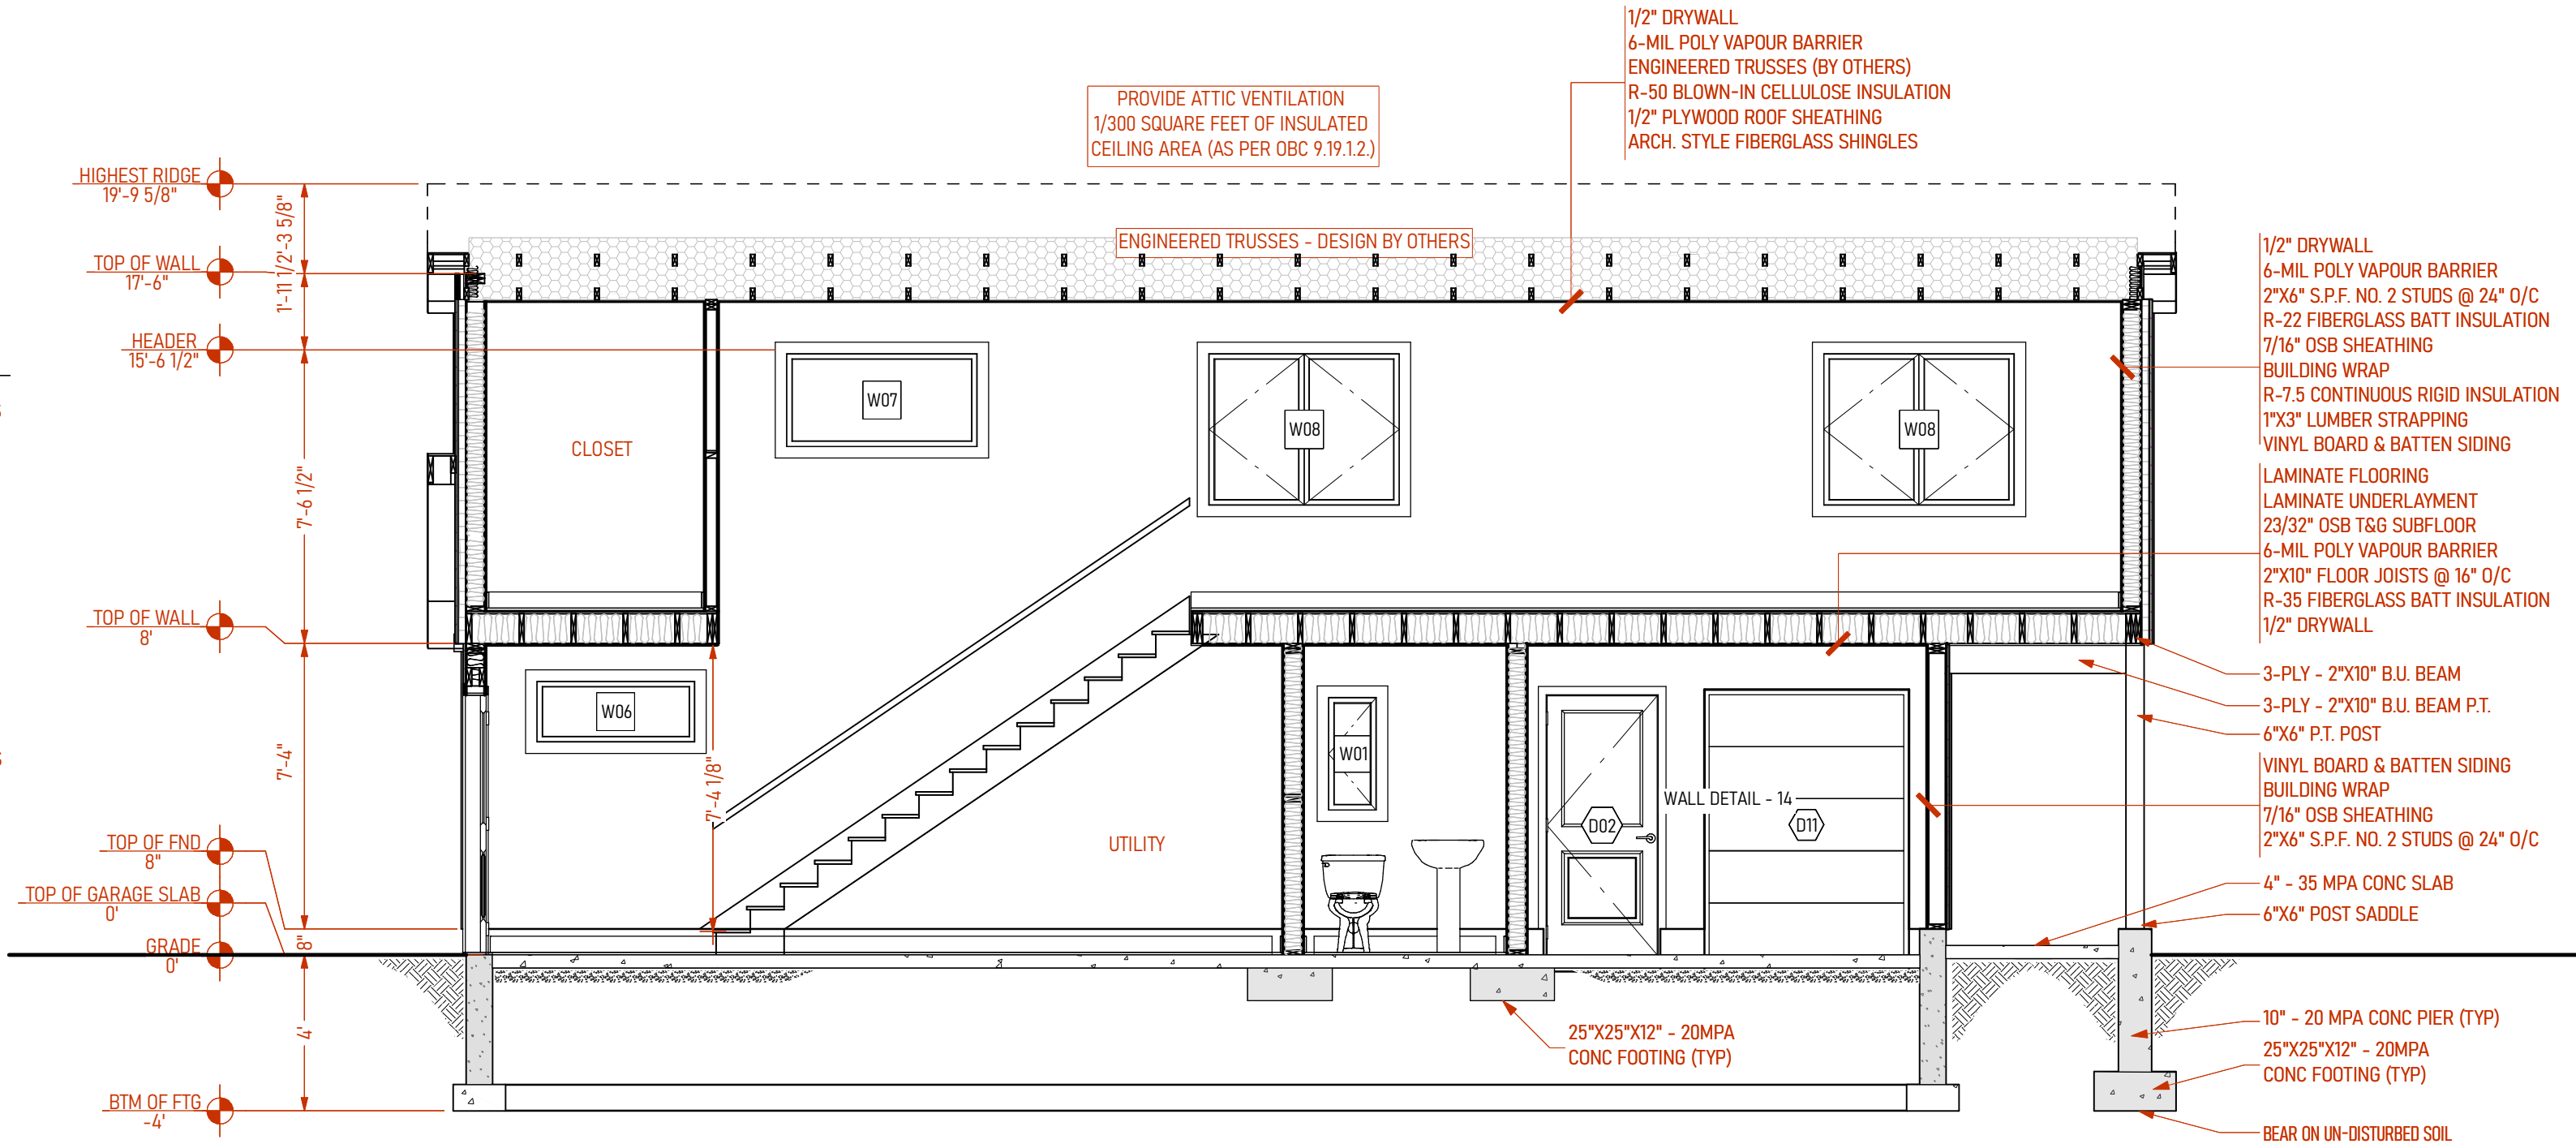 1/2" DRYWALL
6-MIL POLY VAPOUR BARRIER
ENGINEERED TRUSSES (BY OTHERS)
R-50 BLOWN-IN CELLULOSE INSULATION
1/2" PLYWOOD ROOF SHEATHING
ARCH. STYLE FIBERGLASS SHINGLES
PROVIDE ATTIC VENTILATION
1/300 SQUARE FEET OF INSULATED
CEILING AREA (AS PER OBC 9.19.1.2.)
ENGINEERED TRUSSES - DESIGN BY OTHERS
HIGHEST RIDGE
19'-9 5/8"
TOP OF WALL
17'-6"
HEADER
15'-6 1/2"
TOP OF WALL
8'
TOP OF FND
8"
TOP OF GARAGE SLAB
0'
GRADE
0'
BTM OF FTG
-4'
2'-3 5/8"
1'-11 1/2"
7'-6 1/2"
7'-4"
8"
4'
7'-4 1/8"
CLOSET
W07
W08
W08
W06
W01
UTILITY
WALL DETAIL - 14
D02
D11
25"X25"X12" - 20MPA
CONC FOOTING (TYP)
1/2" DRYWALL
6-MIL POLY VAPOUR BARRIER
2"X6" S.P.F. NO. 2 STUDS @ 24" O/C
R-22 FIBERGLASS BATT INSULATION
7/16" OSB SHEATHING
BUILDING WRAP
R-7.5 CONTINUOUS RIGID INSULATION
1"X3" LUMBER STRAPPING
VINYL BOARD & BATTEN SIDING
LAMINATE FLOORING
LAMINATE UNDERLAYMENT
23/32" OSB T&G SUBFLOOR
6-MIL POLY VAPOUR BARRIER
2"X10" FLOOR JOISTS @ 16" O/C
R-35 FIBERGLASS BATT INSULATION
1/2" DRYWALL
3-PLY - 2"X10" B.U. BEAM
3-PLY - 2"X10" B.U. BEAM P.T.
6"X6" P.T. POST
VINYL BOARD & BATTEN SIDING
BUILDING WRAP
7/16" OSB SHEATHING
2"X6" S.P.F. NO. 2 STUDS @ 24" O/C
4" - 35 MPA CONC SLAB
6"X6" POST SADDLE
10" - 20 MPA CONC PIER (TYP)
25"X25"X12" - 20MPA
CONC FOOTING (TYP)
BEAR ON UN-DISTURBED SOIL